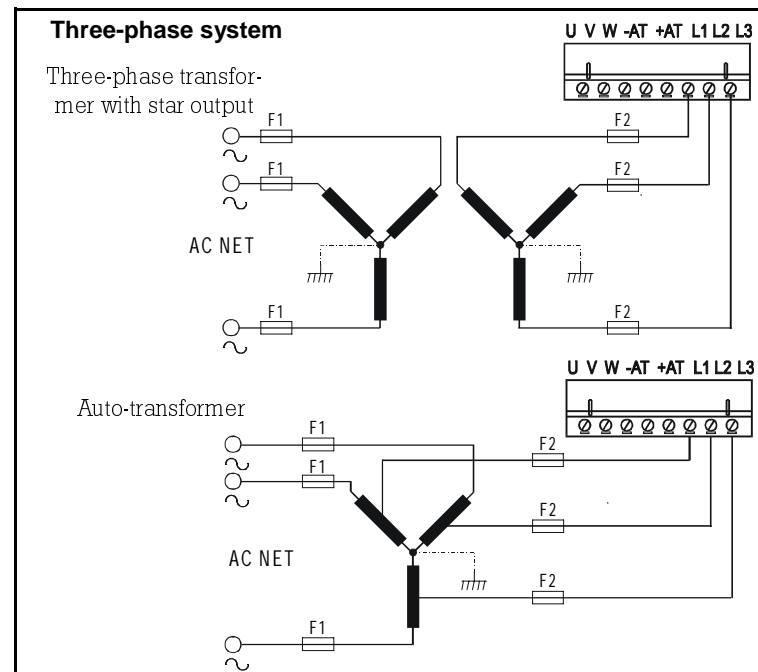 Three-phase system
U V W -AT +AT L1 L2 L3
Three-phase transfor-
mer with star output
F1
F2
F1
F2
AC NET
F1
F2
U V W -AT +AT L1 L2 L3
Auto-transformer
F1
F2
F1
F2
AC NET
F2
F1